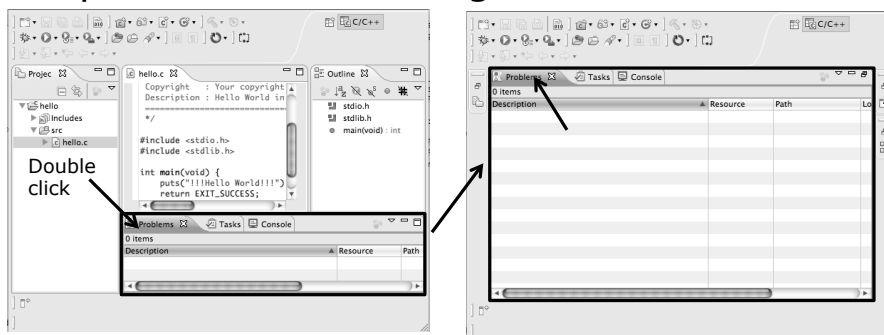 C/C++
Projec
hello
Includes
src
hello.c
Double
click
hello.c
Copyright : Your copyright
Description : Hello World in
*/
#include <stdio.h>
#include <stdlib.h>
int main(void) {
puts("!!!Hello World!!!")
return EXIT_SUCCESS;
Outline
stdio.h
stdlib.h
main(void) : int
Problems Tasks Console
0 items
Description Resource Path
C/C++
Problems Tasks Console
0 items
Description Resource Path Lo